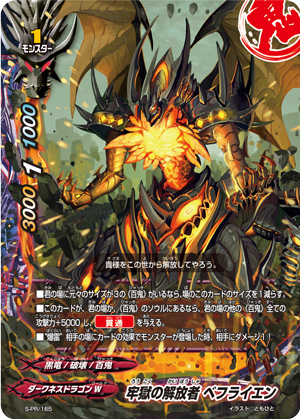 1
モンスター
3000 1 1000
貴様をこの世から解放してやろう。
■君の場に元々のサイズが3の《百鬼》がいるなら、場のこのカードのサイズを1減らす。
■このカードが、君の場か、《百鬼》のソウルにあるなら、君の場の他の《百鬼》全ての
攻撃力+5000し、『貫通』を与える。
■“爆雷” 相手の場にカードの効果でモンスターが登場した時、相手にダメージ1！
黒竜 / 破壊 / 百鬼
ダークネスドラゴンW
牢獄の解放者 ベフライエン
S-PR/165
イラスト:ともひと